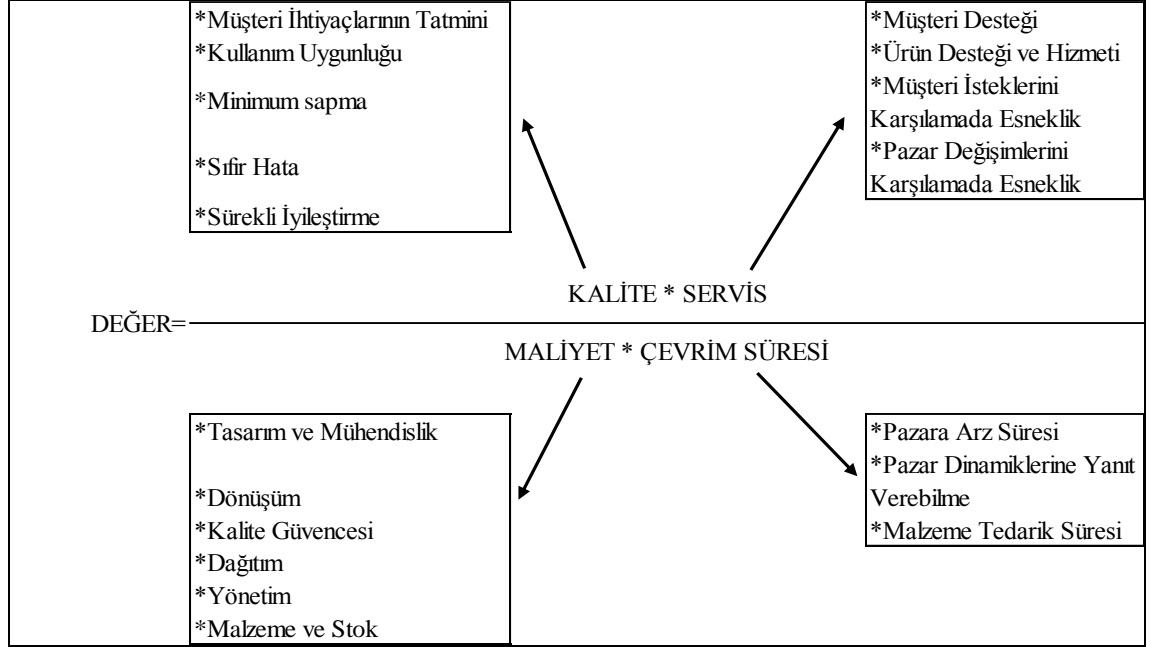 *Müşteri İhtiyaçlarının Tatmini
*Kullanım Uygunluğu
*Minimum sapma
*Sıfır Hata
*Sürekli İyileştirme
*Müşteri Desteği
*Ürün Desteği ve Hizmeti
*Müşteri İsteklerini
Karşılamada Esneklik
*Pazar Değişimlerini
Karşılamada Esneklik
KALİTE * SERVİS
DEĞER=
MALİYET * ÇEVRİM SÜRESİ
*Tasarım ve Mühendislik
*Dönüşüm
*Kalite Güvencesi
*Dağıtım
*Yönetim
*Malzeme ve Stok
*Pazara Arz Süresi
*Pazar Dinamiklerine Yanıt
Verebilme
*Malzeme Tedarik Süresi